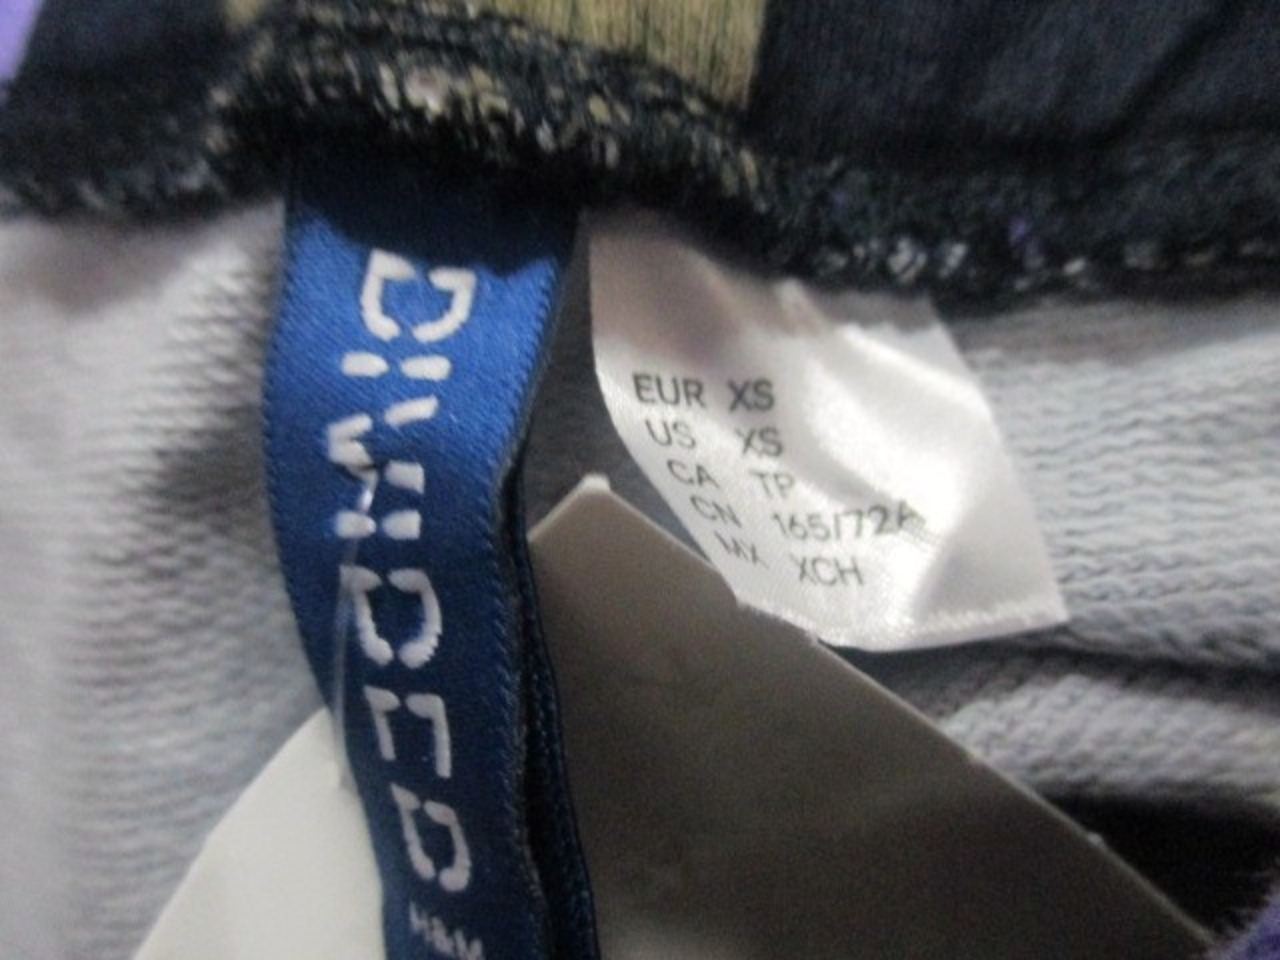 DIVIDED
H&M
EUR XS
US XS
CA TP
CN 165/72A
MX XCH